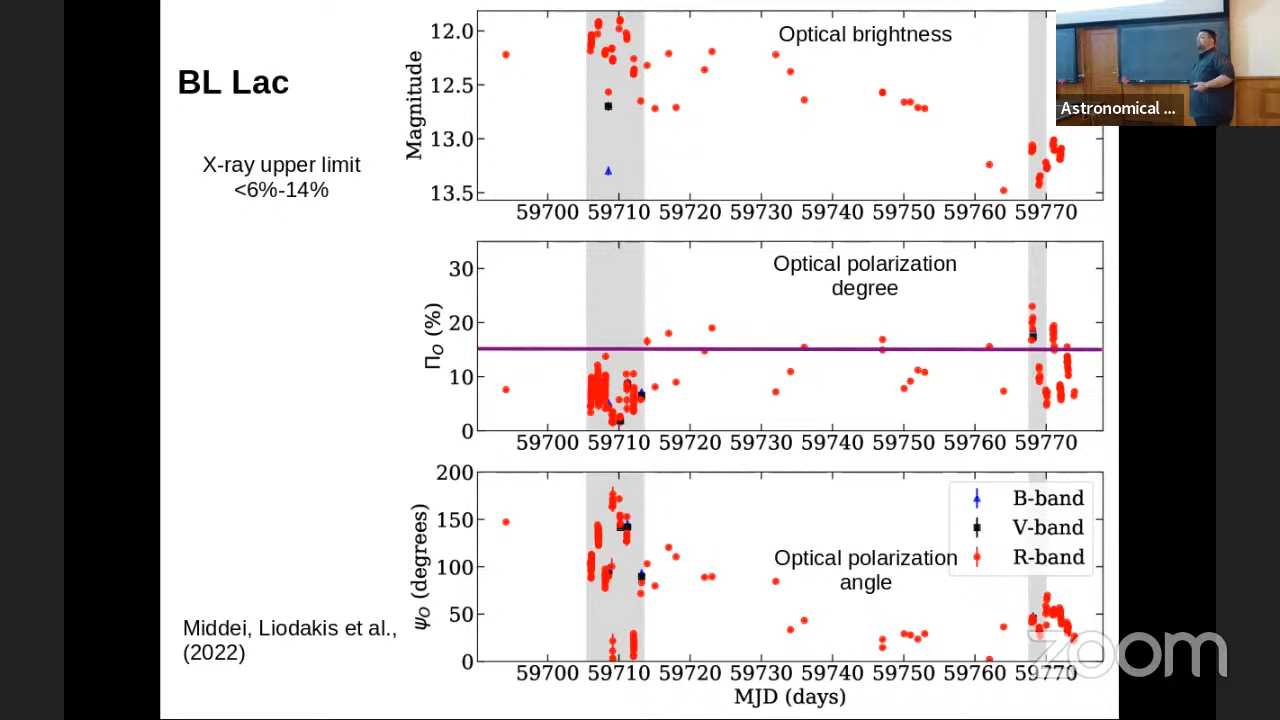 BL Lac
X-ray upper limit
<6%-14%
Middei, Liodakis et al.,
(2022)
Optical brightness
Magnitude
12.0
12.5
13.0
13.5
59700 59710 59720 59730 59740 59750 59760 59770
Optical polarization
degree
Π_O (%)
30
20
10
0
59700 59710 59720 59730 59740 59750 59760 59770
Optical polarization
angle
ψ_O (degrees)
200
150
100
50
0
B-band
V-band
R-band
59700 59710 59720 59730 59740 59750 59760 59770
MJD (days)
Astronomical ...
zoom